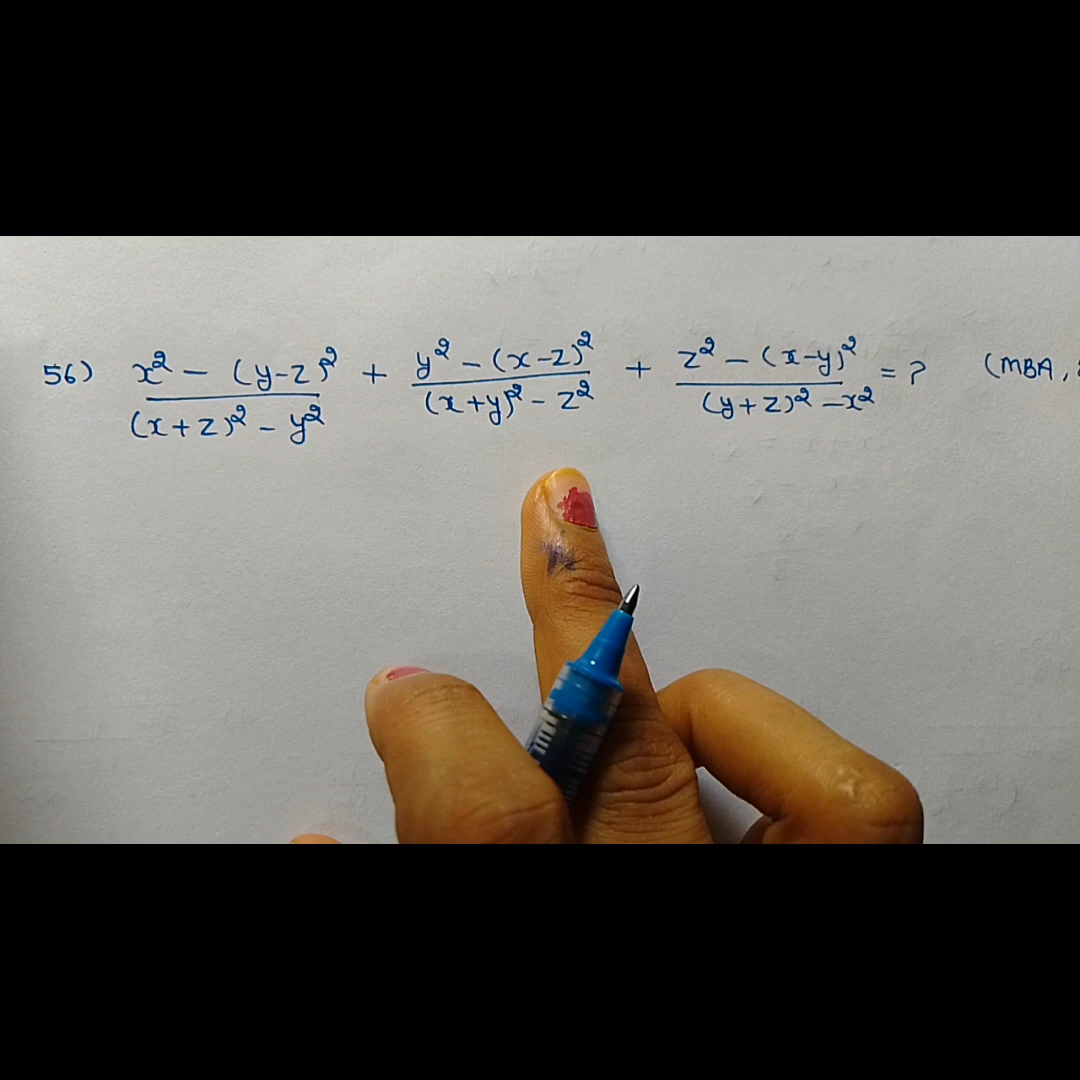 56) x² - (y-z)² / (x+z)² - y² + y² - (x-z)² / (x+y)² - z² + z² - (x-y)² / (y+z)² - x² = ? (MBA,